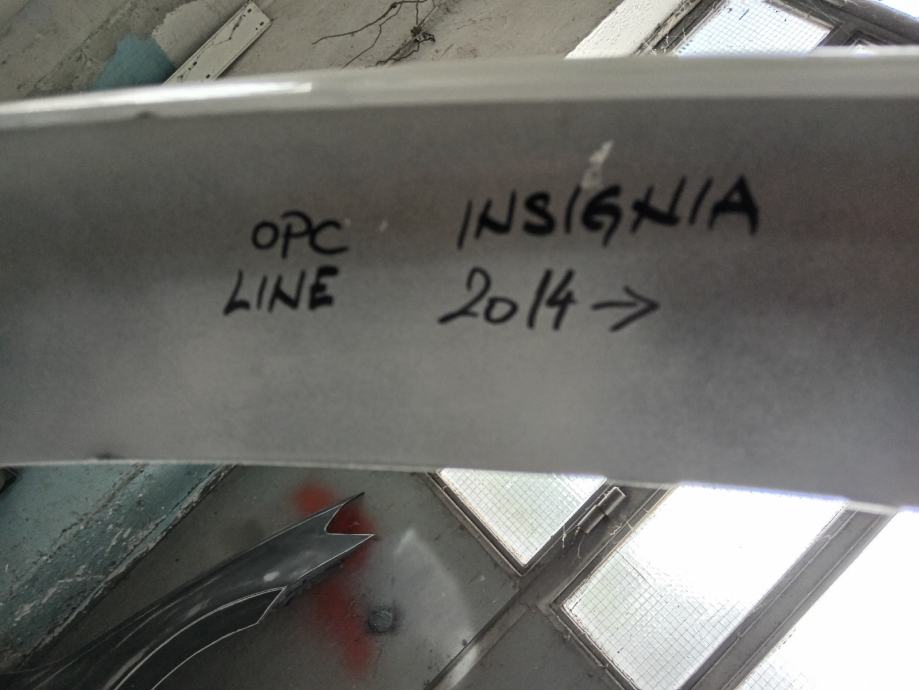 OPC
LINE
INSIGNIA
2014 →